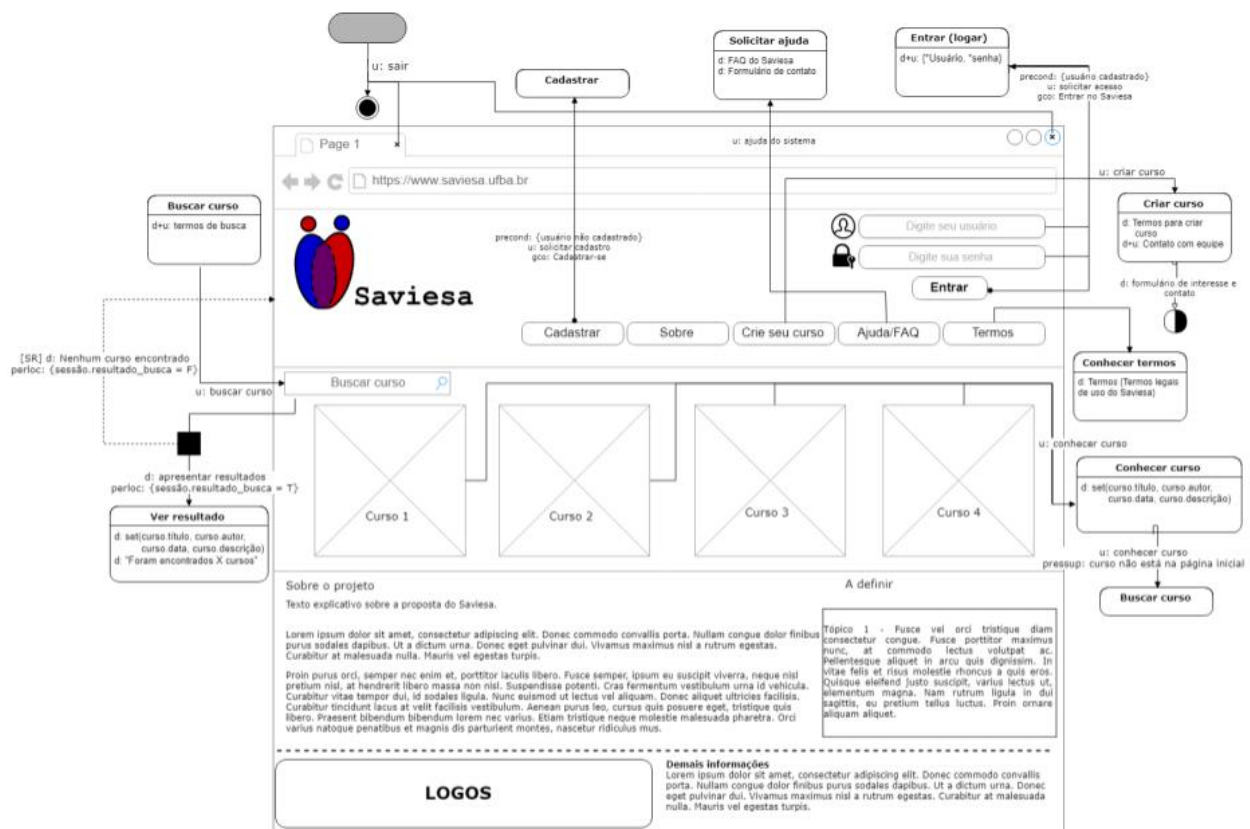 u: sair
Solicitar ajuda
d: FAQ do Saviesa
d: Formulário de contato
Entrar (logar)
d+u: {"Usuário, "senha}
Cadastrar
precond: {usuário cadastrado}
u: solicitar acesso
gco: Entrar no Saviesa
Page 1
u: ajuda do sistema
https://www.saviesa.ufba.br
u: criar curso
Buscar curso
d+u: termos de busca
Criar curso
d: Termos para criar
curso
d+u: Contato com equipe
Digite seu usuário
precond: {usuário não cadastrado}
u: solicitar cadastro
gco: Cadastrar-se
Digite sua senha
Saviesa
Entrar
d: formulário de interesse e
contato
Cadastrar
Sobre
Crie seu curso
Ajuda/FAQ
Termos
[SR] d: Nenhum curso encontrado
perloc: {sessão.resultado_busca = F}
Conhecer termos
d: Termos (Termos legais
de uso do Saviesa)
Buscar curso
u: buscar curso
u: conhecer curso
d: apresentar resultados
perloc: {sessão.resultado_busca = T}
Conhecer curso
d: set(curso.título, curso.autor,
curso.data, curso.descrição)
Ver resultado
d: set(curso.título, curso.autor,
curso.data, curso.descrição)
d: "Foram encontrados X cursos"
Curso 1
Curso 2
Curso 3
Curso 4
u: conhecer curso
pressup: curso não está na página inicial
Buscar curso
Sobre o projeto
Texto explicativo sobre a proposta do Saviesa.
Lorem ipsum dolor sit amet, consectetur adipiscing elit. Donec commodo convallis porta. Nullam congue dolor finibus
purus sodales dapibus. Ut a dictum urna. Donec eget pulvinar dui. Vivamus maximus nisl a rutrum egestas.
Curabitur at malesuada nulla. Mauris vel egestas turpis.
Proin purus orci, semper nec enim et, porttitor iaculis libero. Fusce semper, ipsum eu suscipit viverra, neque nisl
pretium nisl, at hendrerit libero massa non nisl. Suspendisse potenti. Cras fermentum vestibulum urna id vehicula.
Curabitur vitae tempor dui, id sodales ligula. Nunc euismod ut lectus vel aliquam. Donec aliquet ultricies facilisis.
Curabitur tincidunt lacus at velit facilisis vestibulum. Aenean purus leo, cursus quis posuere eget, tristique quis
libero. Praesent bibendum bibendum lorem nec varius. Etiam tristique neque molestie malesuada pharetra. Orci
varius natoque penatibus et magnis dis parturient montes, nascetur ridiculus mus.
A definir
Tópico 1 - Fusce vel orci tristique diam
consectetur congue. Fusce porttitor maximus
nunc, at commodo lectus volutpat ac.
Pellentesque aliquet in arcu quis dignissim. In
vitae felis et risus molestie rhoncus a quis eros.
Quisque eleifend justo suscipit, varius lectus ut,
elementum magna. Nam rutrum ligula in dui
sagittis, eu pretium tellus luctus. Proin ornare
aliquam aliquet.
LOGOS
Demais informações
Lorem ipsum dolor sit amet, consectetur adipiscing elit. Donec commodo convallis
porta. Nullam congue dolor finibus purus sodales dapibus. Ut a dictum urna. Donec
eget pulvinar dui. Vivamus maximus nisl a rutrum egestas. Curabitur at malesuada
nulla. Mauris vel egestas turpis.